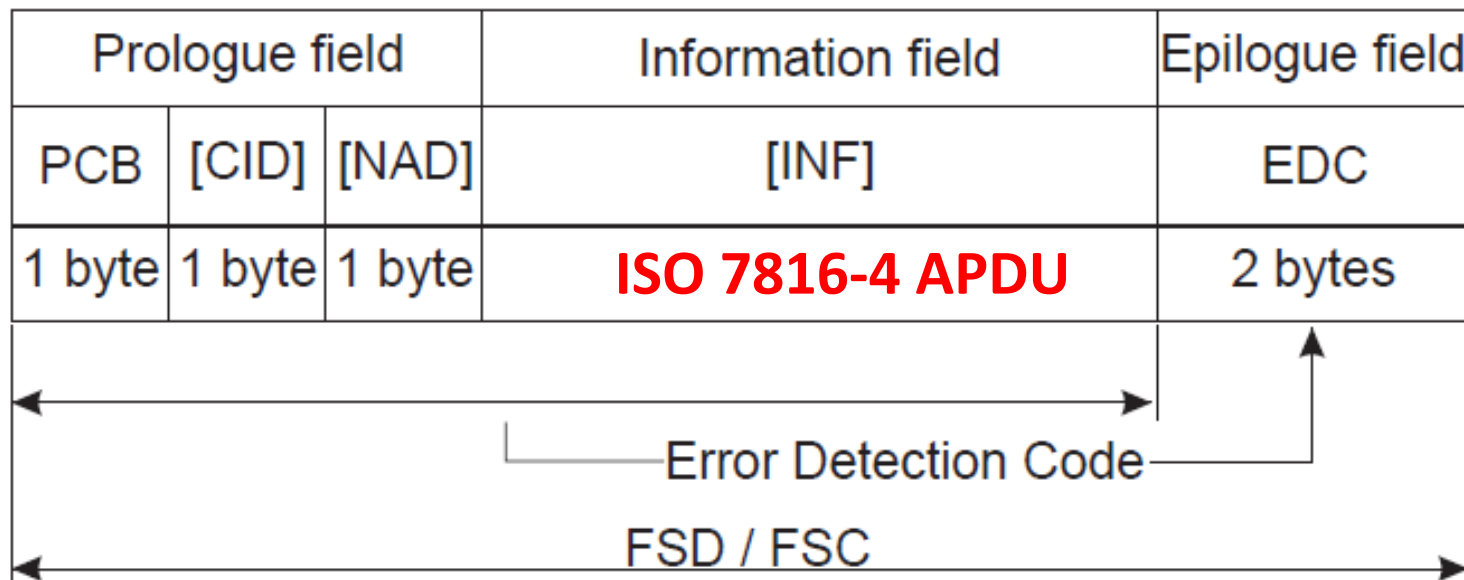 Prologue field Information field Epilogue field
PCB [CID] [NAD] [INF] EDC
1 byte 1 byte 1 byte ISO 7816-4 APDU 2 bytes
Error Detection Code
FSD / FSC